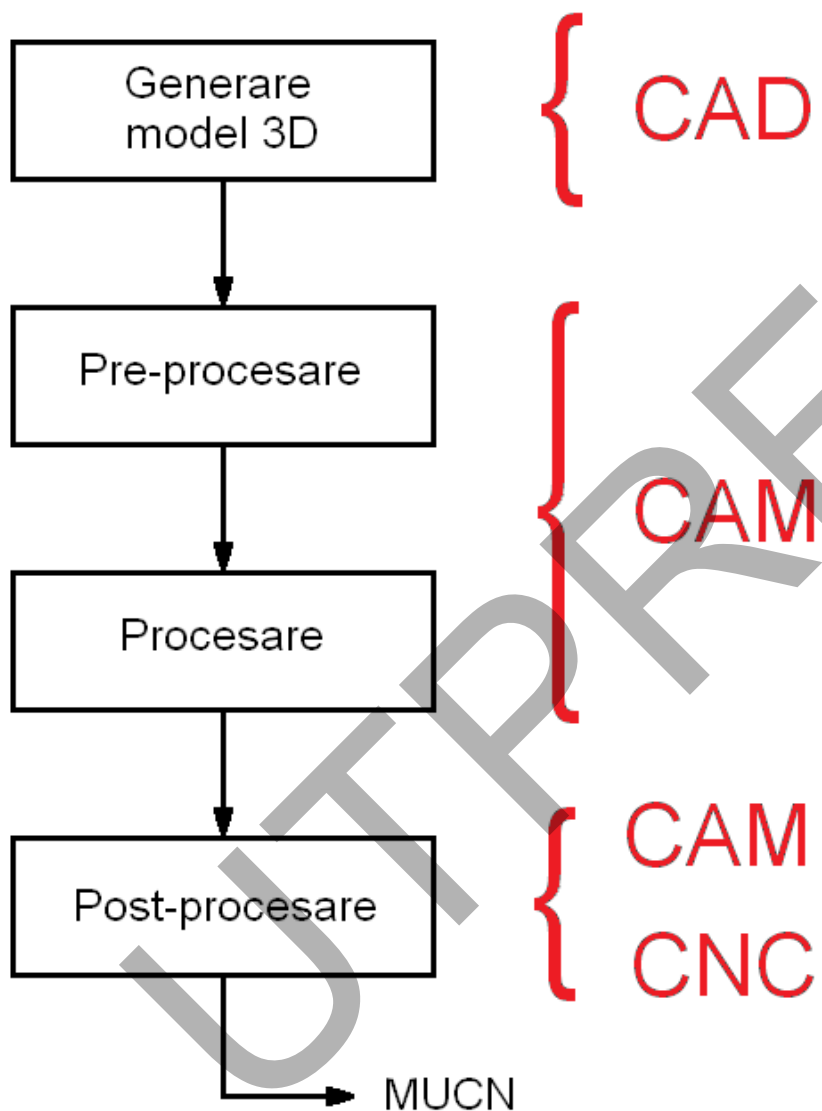 Generare
model 3D
CAD
Pre-procesare
CAM
Procesare
Post-procesare
CAM
CNC
MUCN
UTPRE